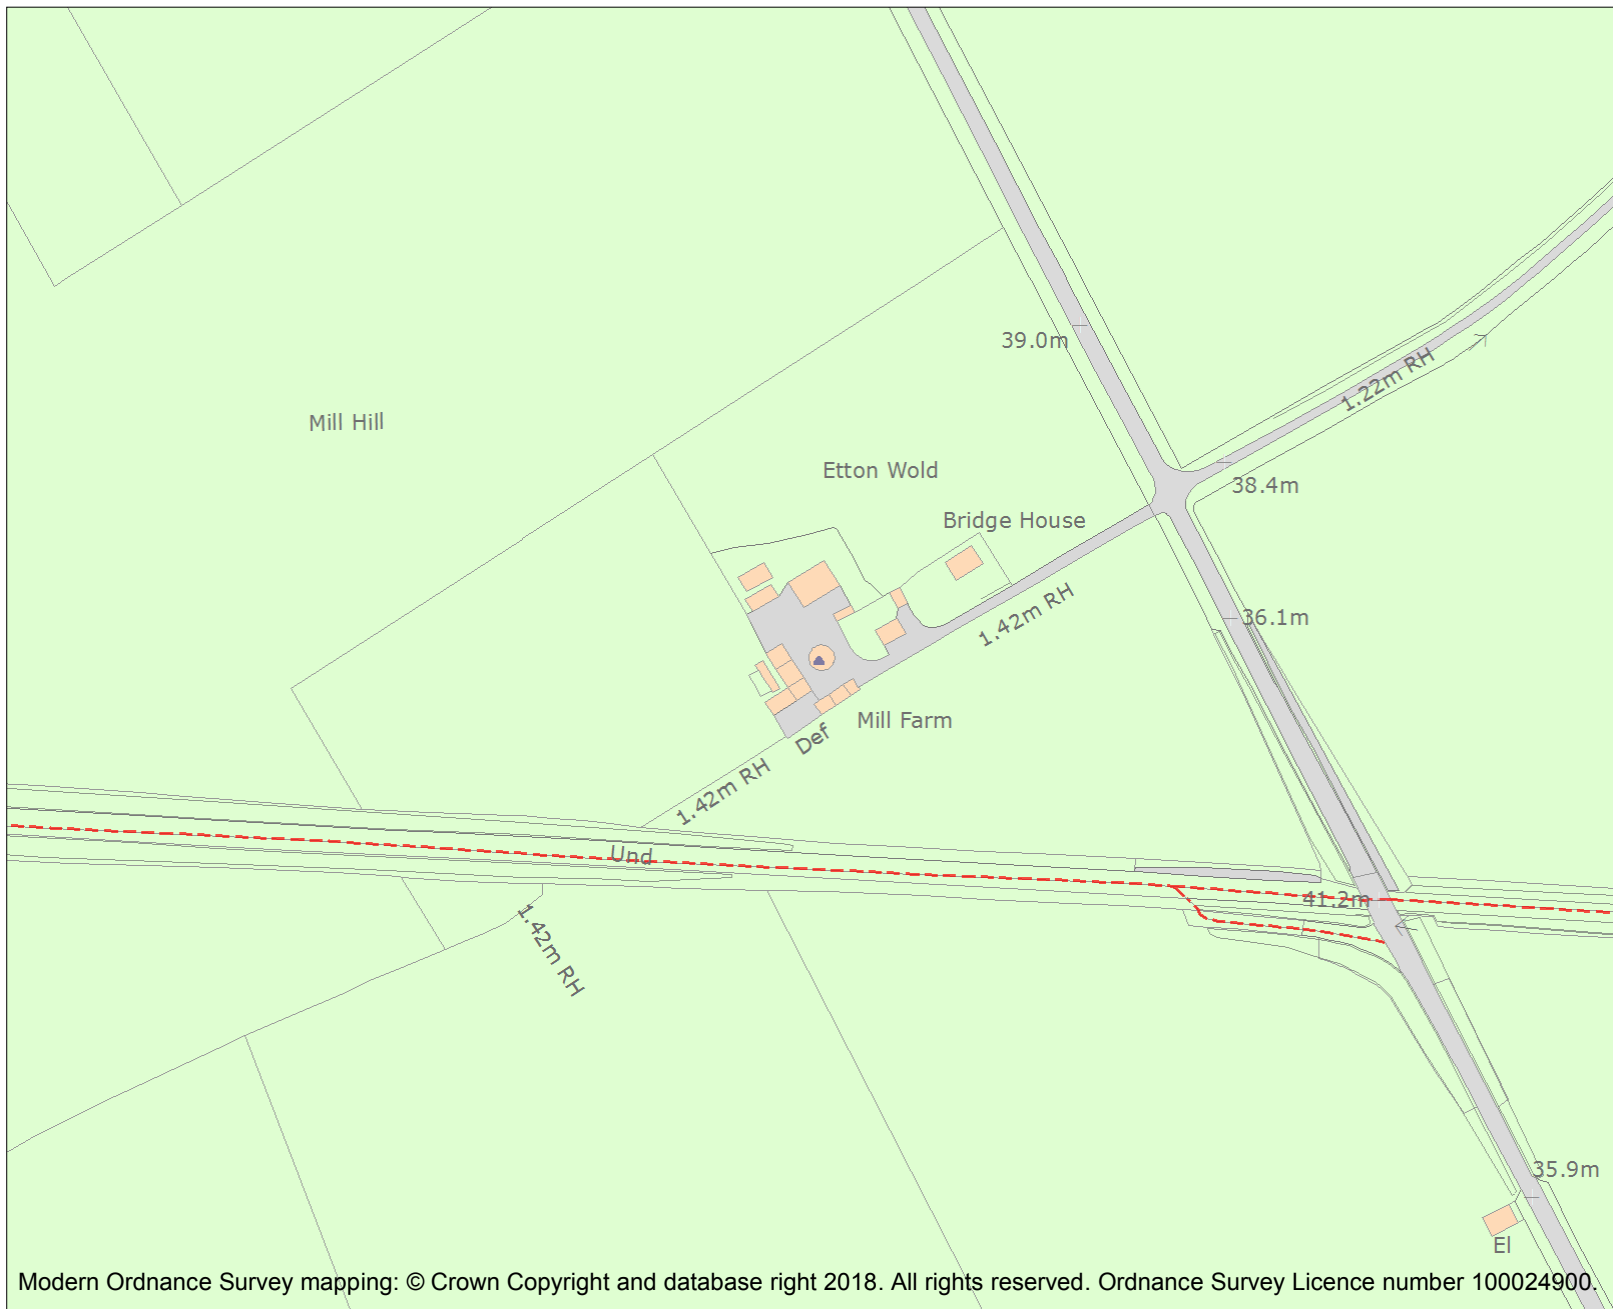 39.0m
1.22m RH
Mill Hill
Etton Wold
38.4m
Bridge House
1.42m RH
36.1m
Mill Farm
Def
1.42m RH
Und
41.2m
1.42m RH
35.9m
El
Modern Ordnance Survey mapping: © Crown Copyright and database right 2018. All rights reserved. Ordnance Survey Licence number 100024900.